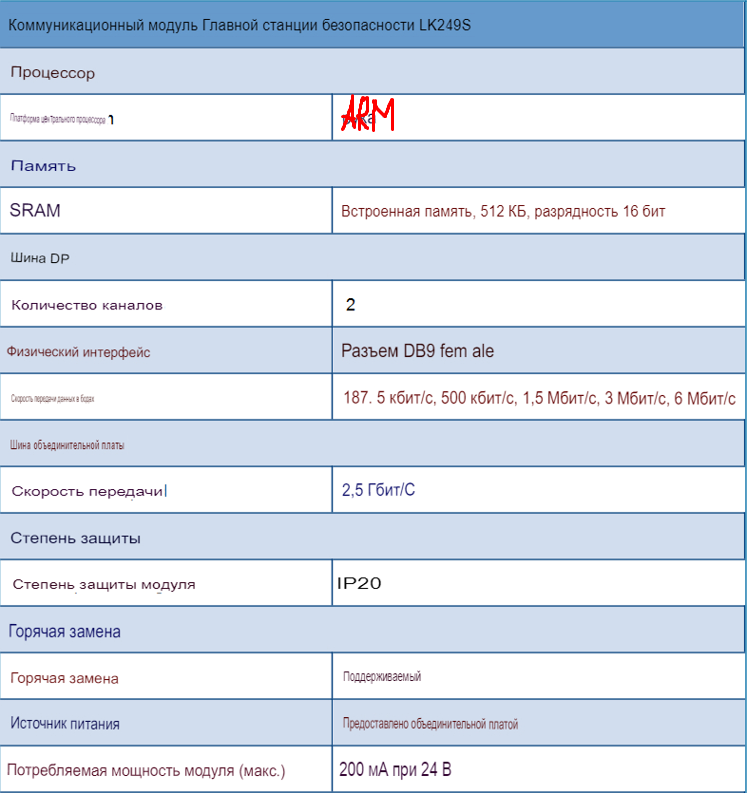 Коммуникационный модуль Главной станции безопасности LK249S
Процессор
Платформа центрального процессора
ARM
Память
SRAM
Встроенная память, 512 КБ, разрядность 16 бит
Шина DP
Количество каналов
2
Физический интерфейс
Разъем DB9 fem ale
Скорость передачи данных в бодах
187. 5 кбит/с, 500 кбит/с, 1,5 Мбит/с, 3 Мбит/с, 6 Мбит/с
Шина объединительной платы
Скорость передачи
2,5 Гбит/С
Степень защиты
Степень защиты модуля
IP20
Горячая замена
Горячая замена
Поддерживаемый
Источник питания
Предоставлено объединительной платой
Потребляемая мощность модуля (макс.)
200 мА при 24 В